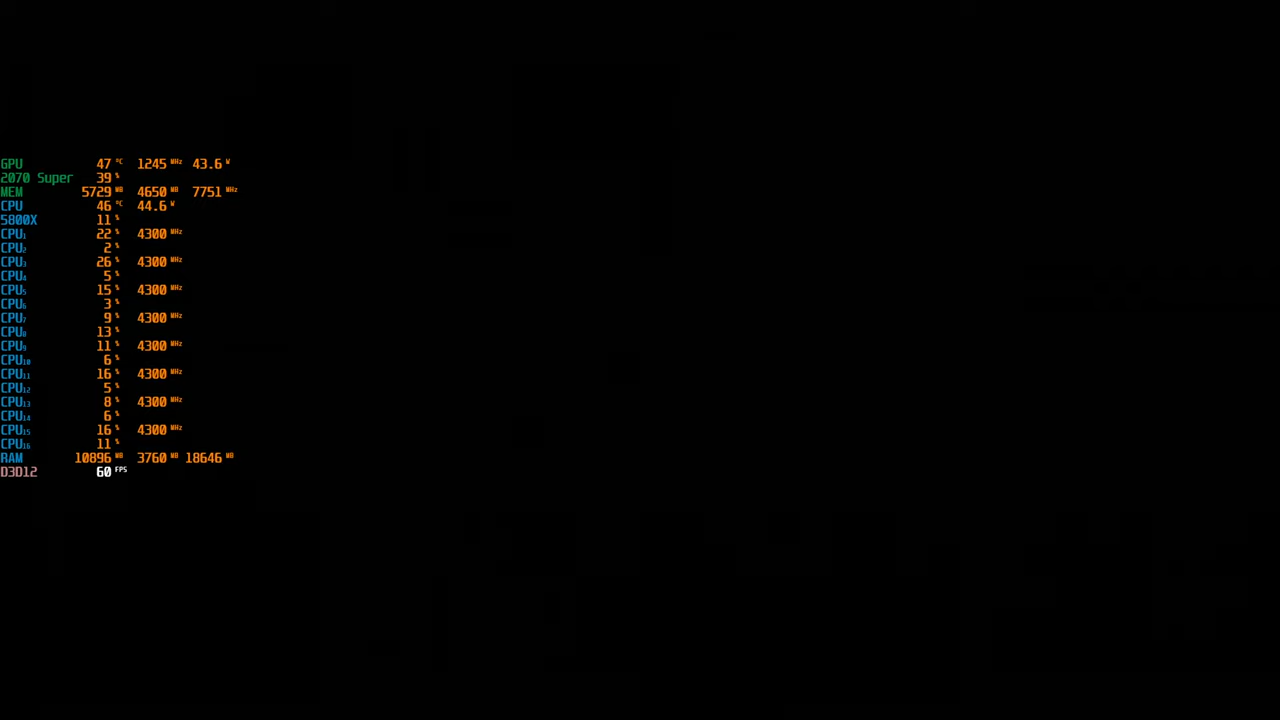 GPU 47 °C 1245 MHz 43.6 W
2070 Super 39 %
MEM 5729 MB 4650 MB 7751 MHz
CPU 46 °C 44.6 W
5800X 11 %
CPU1 22 % 4300 MHz
CPU2 2 %
CPU3 26 % 4300 MHz
CPU4 5 %
CPU5 15 % 4300 MHz
CPU6 3 %
CPU7 9 % 4300 MHz
CPU8 13 %
CPU9 11 % 4300 MHz
CPU10 6 %
CPU11 16 % 4300 MHz
CPU12 5 %
CPU13 8 % 4300 MHz
CPU14 6 %
CPU15 16 % 4300 MHz
CPU16 11 %
RAM 10896 MB 3760 MB 18646 MB
D3D12 60 FPS